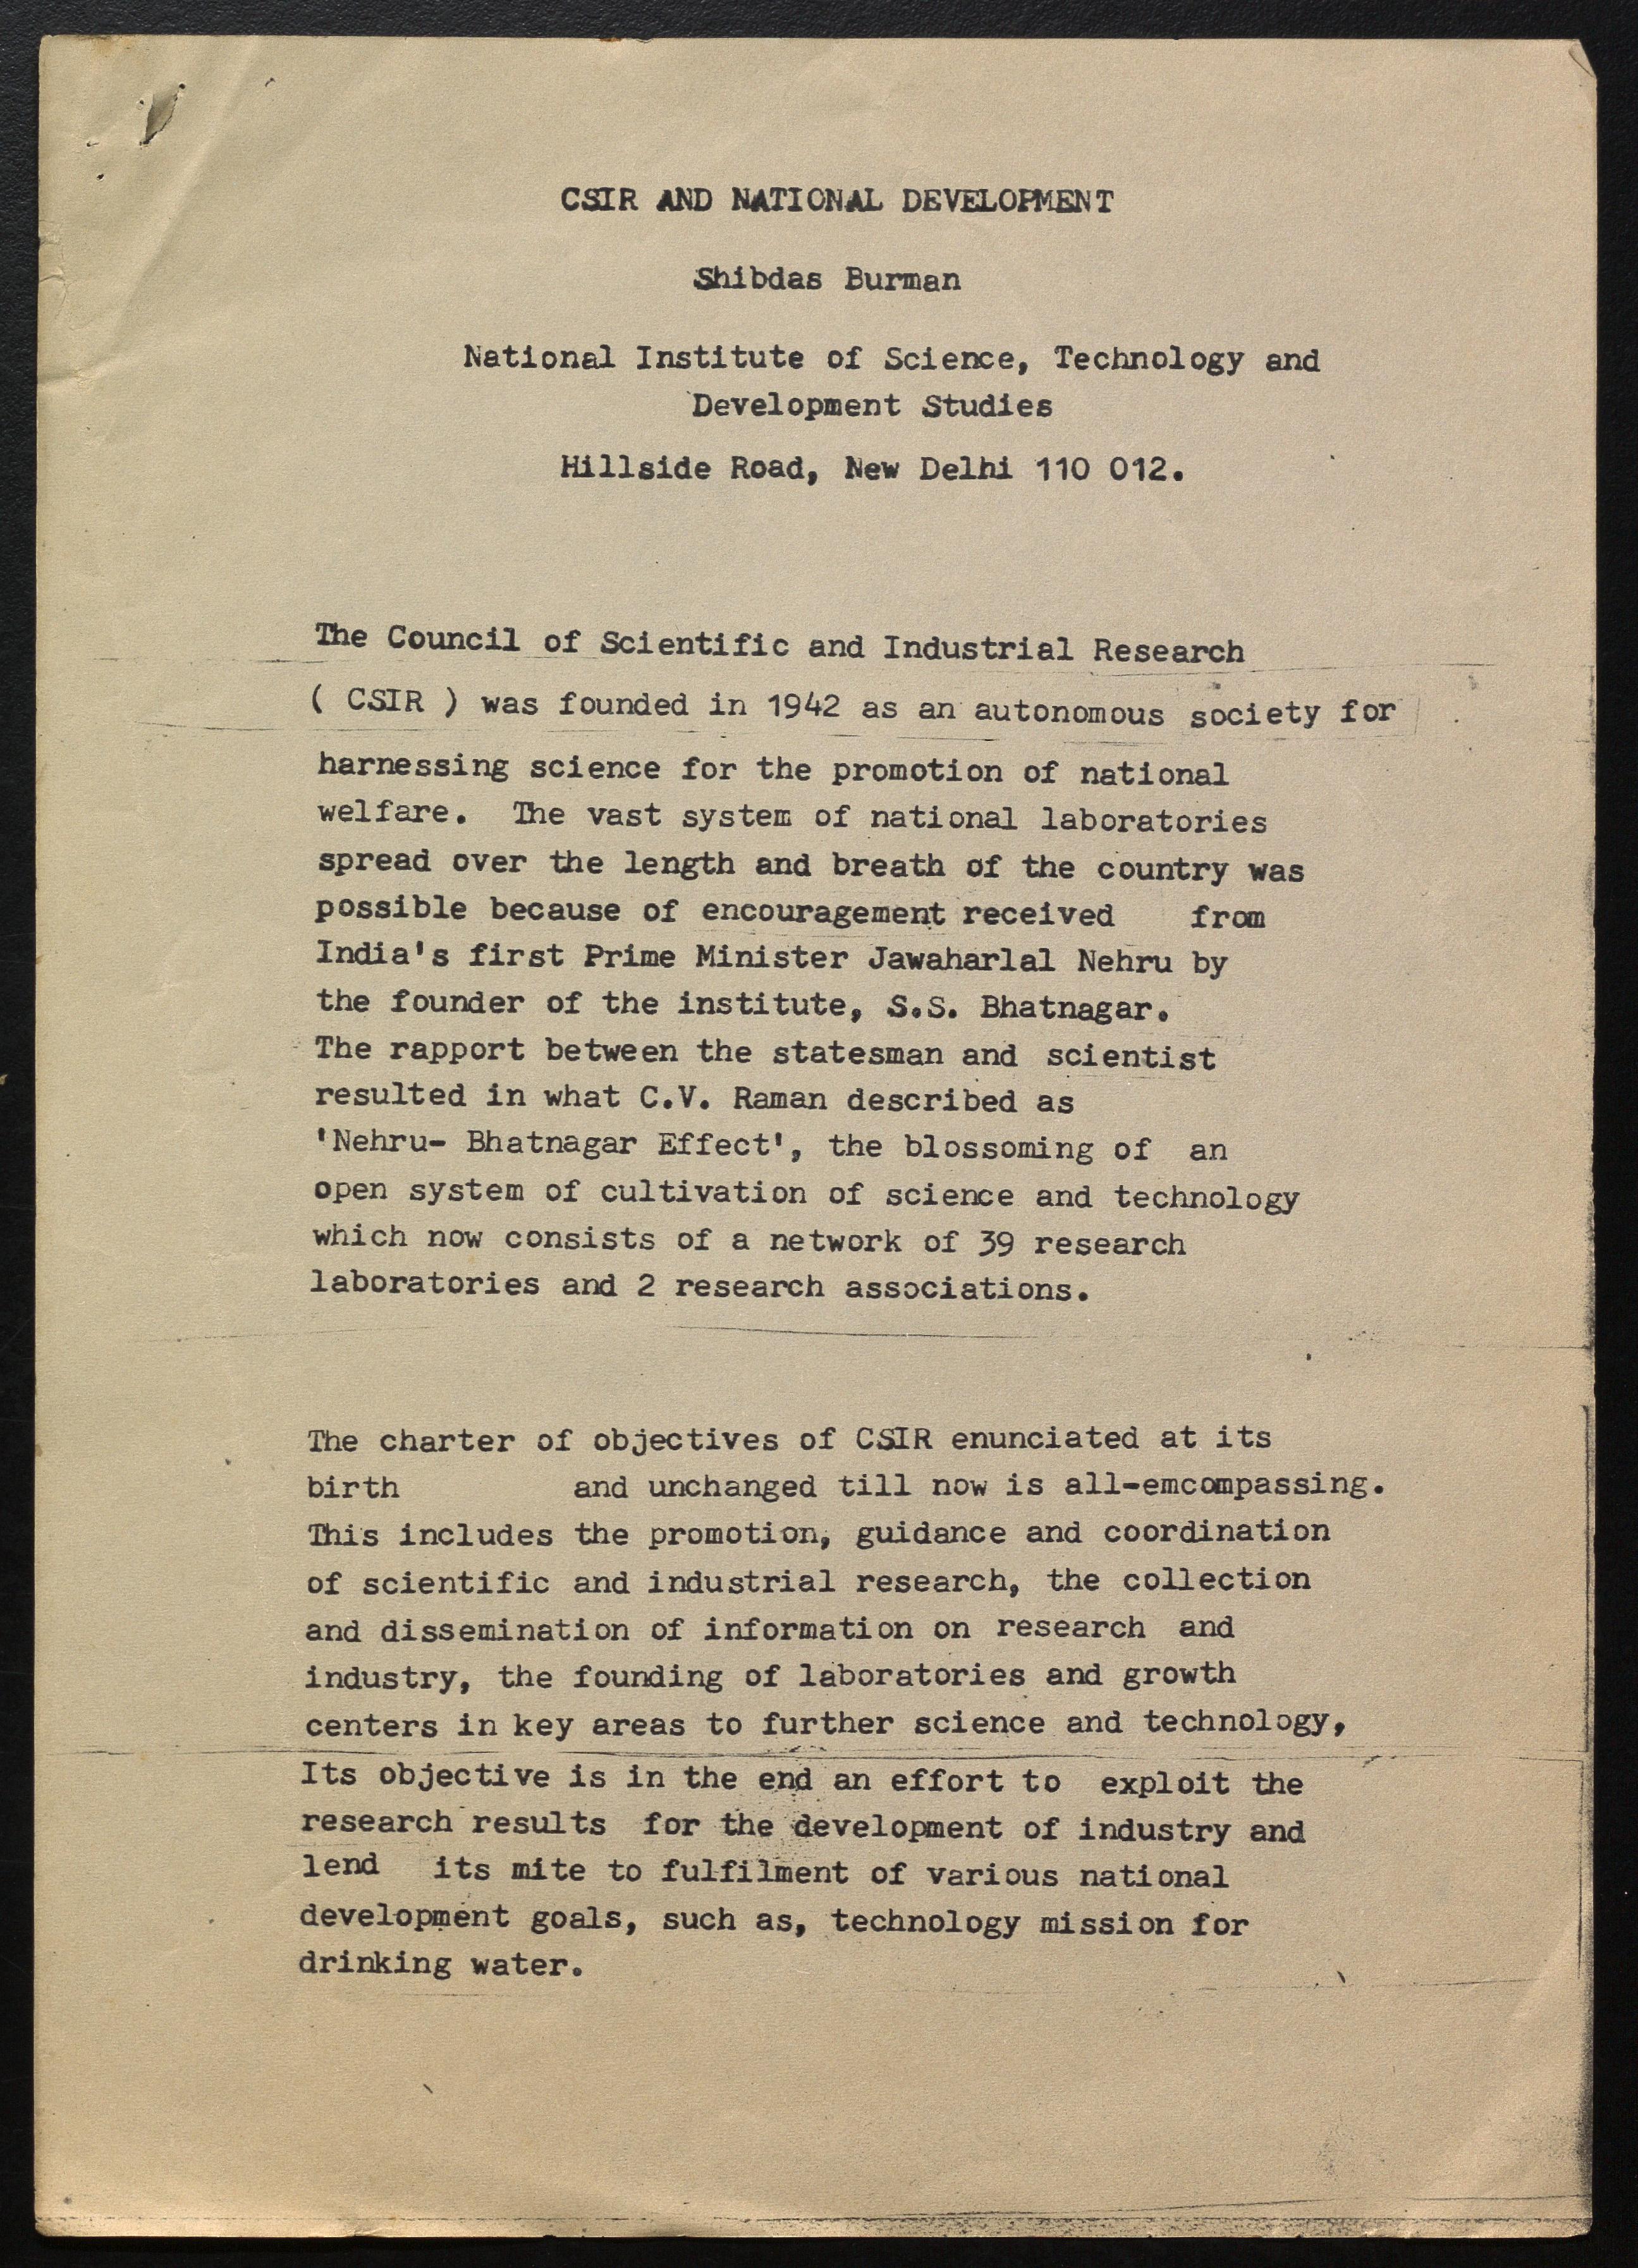 CSIR AND NATIONAL DEVELOPMENT
Shibdas Burman
National Institute of Science, Technology and
Development Studies
Hillside Road, New Delhi 110 012.
The Council of Scientific and Industrial Research
( CSIR ) was founded in 1942 as an autonomous society for
harnessing science for the promotion of national
welfare. The vast system of national laboratories
spread over the length and breath of the country was
possible because of encouragement received from
India's first Prime Minister Jawaharlal Nehru by
the founder of the institute, S.S. Bhatnagar.
The rapport between the statesman and scientist
resulted in what C.V. Raman described as
'Nehru- Bhatnagar Effect', the blossoming of an
open system of cultivation of science and technology
which now consists of a network of 39 research
laboratories and 2 research associations.
The charter of objectives of CSIR enunciated at its
birth and unchanged till now is all-emcompassing.
This includes the promotion, guidance and coordination
of scientific and industrial research, the collection
and dissemination of information on research and
industry, the founding of laboratories and growth
centers in key areas to further science and technology,
Its objective is in the end an effort to exploit the
research results for the development of industry and
lend its mite to fulfilment of various national
development goals, such as, technology mission for
drinking water.